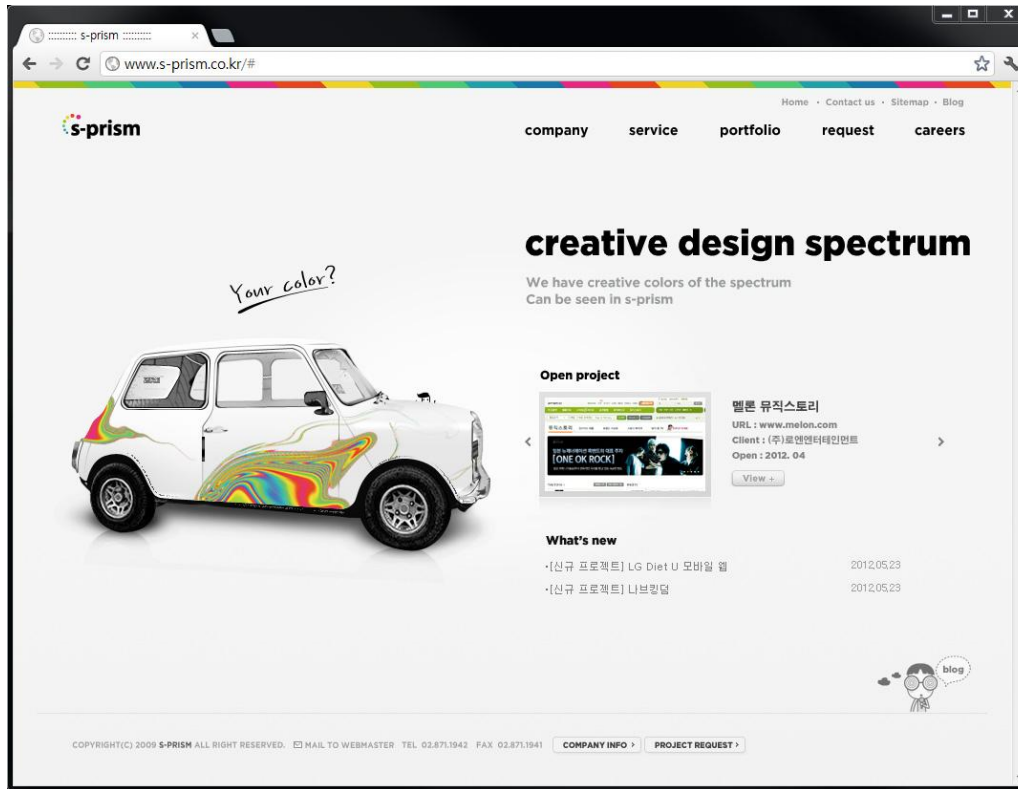 :::::::::: s-prism ::::::::::
www.s-prism.co.kr/#
Home · Contact us · Sitemap · Blog
s-prism
company service portfolio request careers
creative design spectrum
Your color?
We have creative colors of the spectrum
Can be seen in s-prism
Open project
멜론 뮤직스토리
URL : www.melon.com
Client : (주)로엔엔터테인먼트
Open : 2012. 04
View +
뮤직스토리
[ONE OK ROCK]
What's new
·[신규 프로젝트] LG Diet U 모바일 웹 2012.05.23
·[신규 프로젝트] 나브킹덤 2012.05.23
blog
COPYRIGHT(C) 2009 S-PRISM ALL RIGHT RESERVED. MAIL TO WEBMASTER TEL 02.871.1942 FAX 02.871.1941 COMPANY INFO > PROJECT REQUEST >